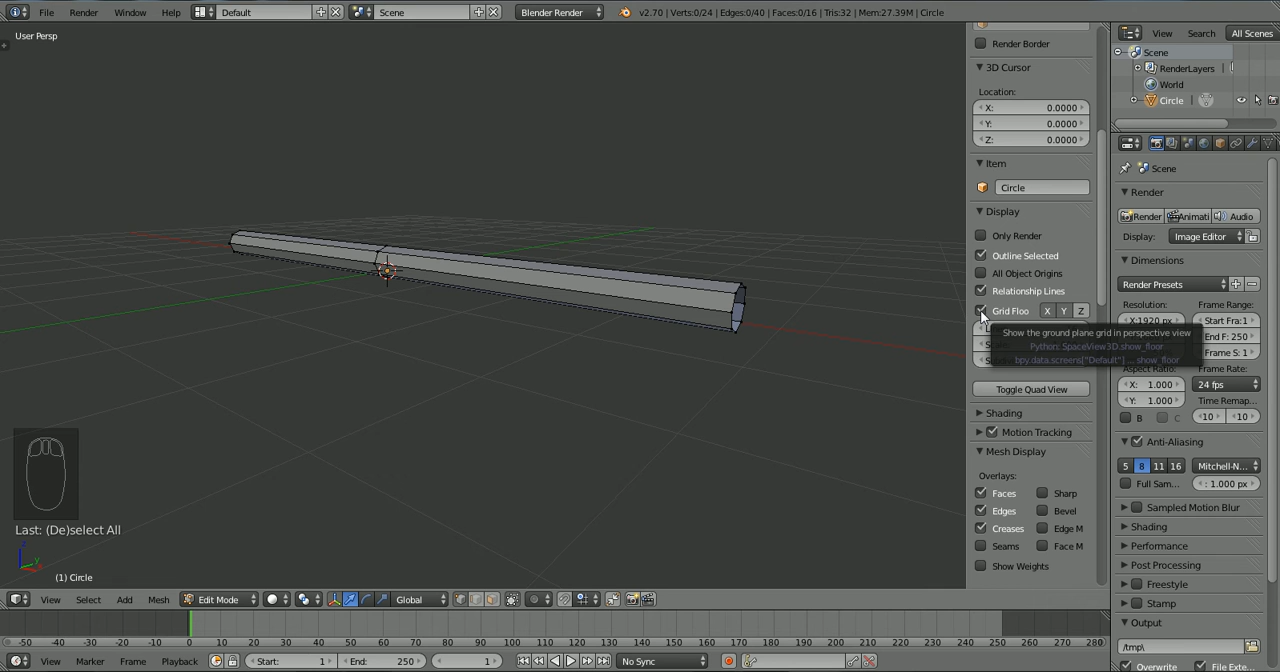 File Render Window Help Default Scene Blender Render v2.70 | Verts:0/24 | Edges:0/40 | Faces:0/16 | Tris:32 | Mem:27.39M | Circle
User Persp
Last: (De)select All
(1) Circle
Render Border
3D Cursor
Location:
X: 0.0000
Y: 0.0000
Z: 0.0000
Item
Circle
Display
Only Render
Outline Selected
All Object Origins
Relationship Lines
Grid Floo X Y Z
Show the ground plane grid in perspective view
Python: SpaceView3D.show_floor
bpy.data.screens["Default"] ... show_floor
Toggle Quad View
Shading
Motion Tracking
Mesh Display
Overlays:
Faces Sharp
Edges Bevel
Creases Edge M
Seams Face M
Show Weights
View Search All Scenes
Scene
RenderLayers
World
Circle
Scene
Render
Render Animati Audio
Display: Image Editor
Dimensions
Render Presets
Resolution: Frame Range:
X:1920 px Start Fra:1
End F: 250
Frame S: 1
Aspect Ratio: Frame Rate:
X: 1.000 24 fps
Y: 1.000 Time Remap...
B C 10 10
Anti-Aliasing
5 8 11 16 Mitchell-N...
Full Sam... : 1.000 px
Sampled Motion Blur
Shading
Performance
Post Processing
Freestyle
Stamp
Output
/tmp\
Overwrite File Exte...
View Select Add Mesh Edit Mode Global
-50 -40 -30 -20 -10 0 10 20 30 40 50 60 70 80 90 100 110 120 130 140 150 160 170 180 190 200 210 220 230 240 250 260 270 280
View Marker Frame Playback Start: 1 End: 250 1 No Sync